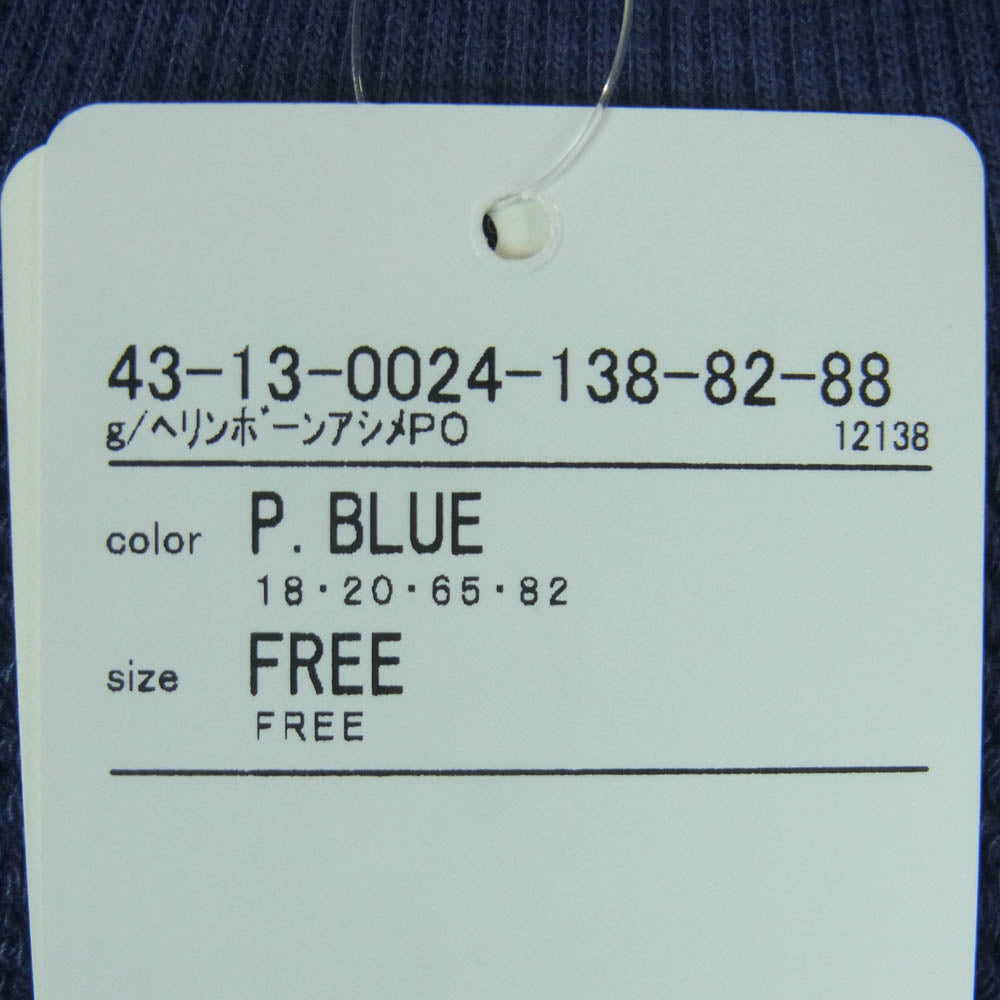 43-13-0024-138-82-88
g/ﾍﾘﾝﾎﾞｰﾝｱｼﾒPO 12138
color P. BLUE
18・20・65・82
size FREE
FREE